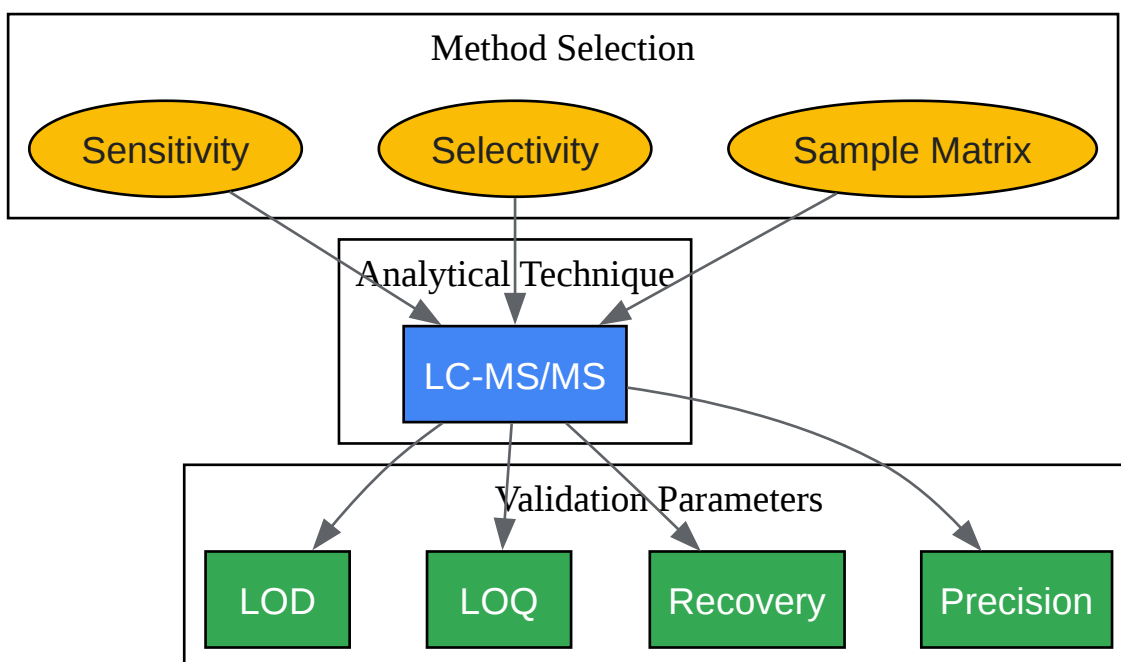 Method Selection
Sensitivity
Selectivity
Sample Matrix
Analytical Technique
LC-MS/MS
Validation Parameters
LOD
LOQ
Recovery
Precision